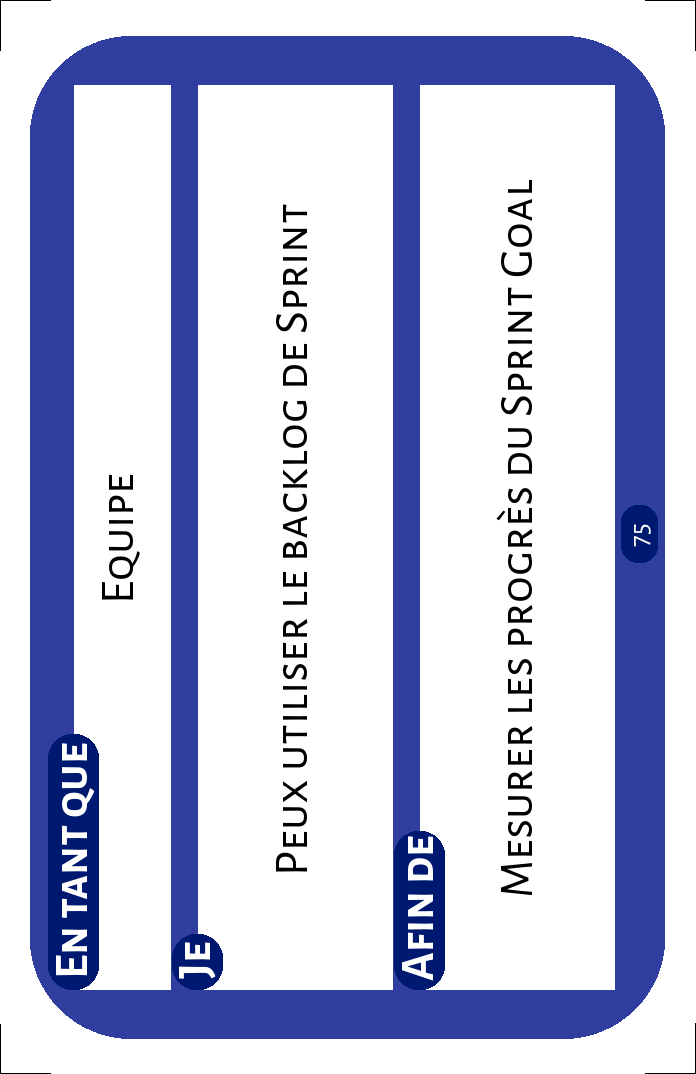 En tant que
Equipe
Je
Peux utiliser le backlog de Sprint
Afin de
Mesurer les progrès du Sprint Goal
75